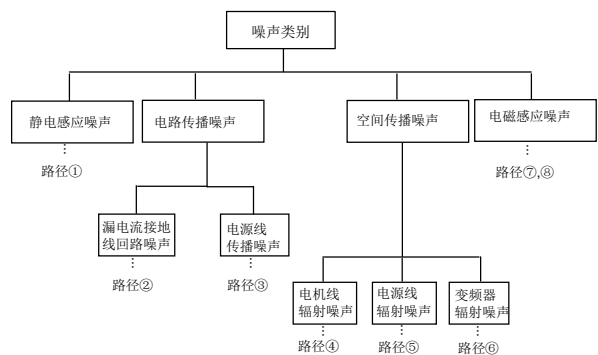 噪声类别
静电感应噪声
电路传播噪声
空间传播噪声
电磁感应噪声
路径①
路径⑦,⑧
漏电流接地
线回路噪声
电源线
传播噪声
路径②
路径③
电机线
辐射噪声
电源线
辐射噪声
变频器
辐射噪声
路径④
路径⑤
路径⑥